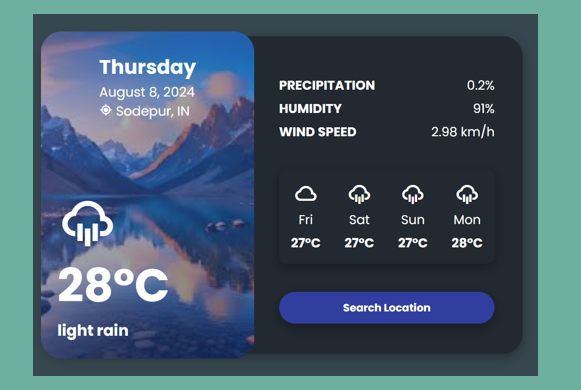 Thursday
August 8, 2024
Sodepur, IN
28°C
light rain
PRECIPITATION 0.2%
HUMIDITY 91%
WIND SPEED 2.98 km/h
Fri Sat Sun Mon
27°C 27°C 27°C 28°C
Search Location